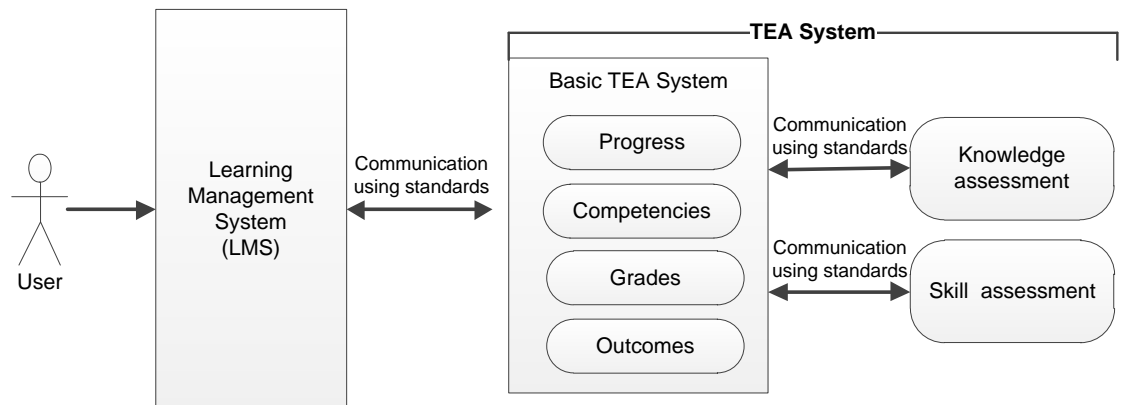 TEA System
Basic TEA System
Progress
Competencies
Grades
Outcomes
Communication
using standards
Knowledge
assessment
Communication
using standards
Skill assessment
Communication
using standards
Learning
Management
System
(LMS)
User